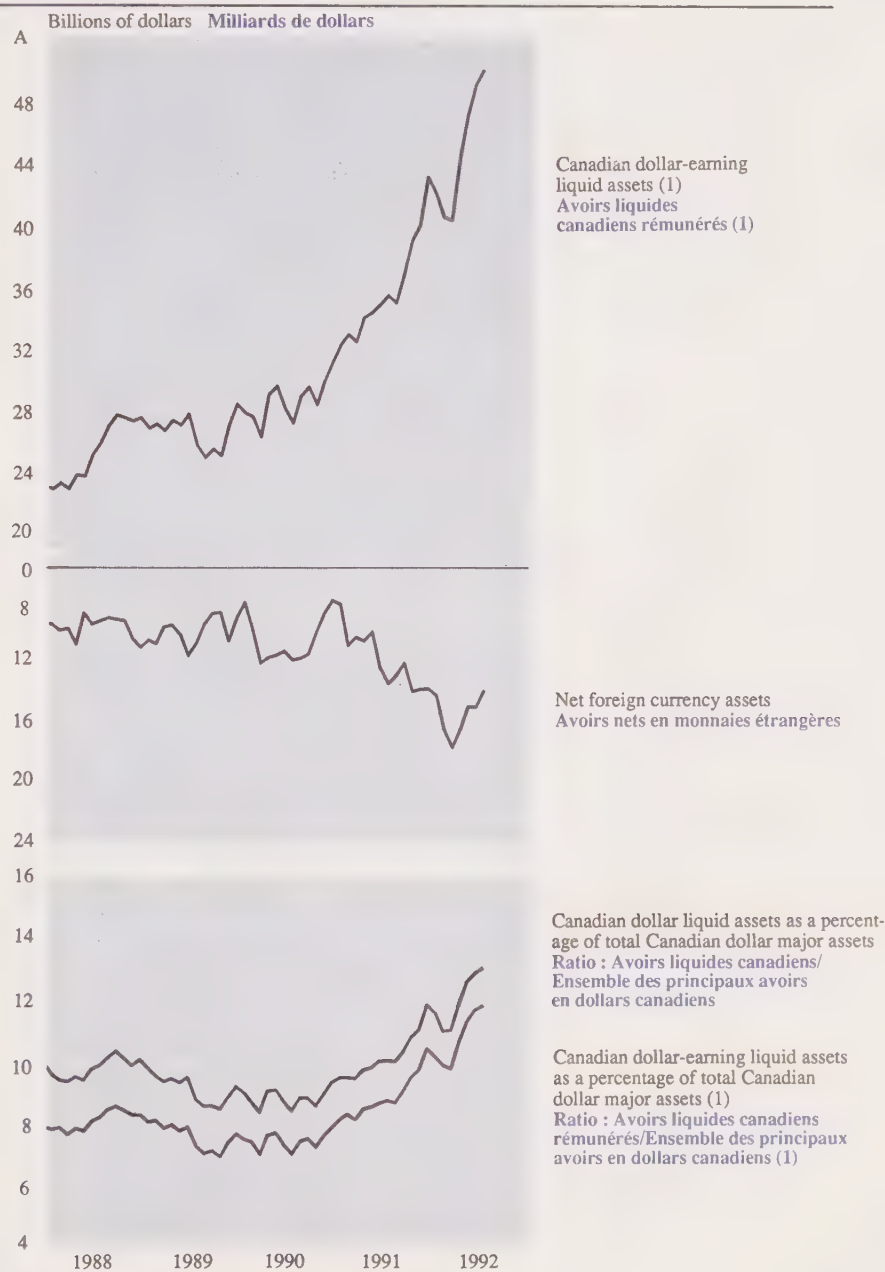 Billions of dollars Milliards de dollars
A
48
44
40
36
32
28
24
20
0
8
12
16
20
24
16
14
12
10
8
6
4
1988 1989 1990 1991 1992
Canadian dollar-earning
liquid assets (1)
Avoirs liquides
canadiens rémunérés (1)
Net foreign currency assets
Avoirs nets en monnaies étrangères
Canadian dollar liquid assets as a percent-
age of total Canadian dollar major assets
Ratio : Avoirs liquides canadiens/
Ensemble des principaux avoirs
en dollars canadiens
Canadian dollar-earning liquid assets
as a percentage of total Canadian
dollar major assets (1)
Ratio : Avoirs liquides canadiens
rémunérés/Ensemble des principaux
avoirs en dollars canadiens (1)